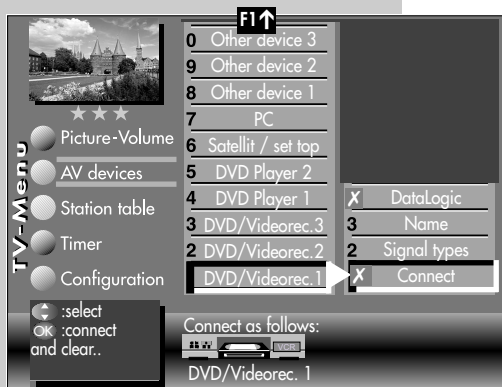 F1↑
TV-Menu
Picture-Volume
AV devices
Station table
Timer
Configuration
:select
OK :connect
and clear..
0 Other device 3
9 Other device 2
8 Other device 1
7 PC
6 Satellit / set top
5 DVD Player 2
4 DVD Player 1
3 DVD/Videorec.3
2 DVD/Videorec.2
DVD/Videorec.1
✗ DataLogic
3 Name
2 Signal types
✗ Connect
Connect as follows:
VCR
DVD/Videorec. 1